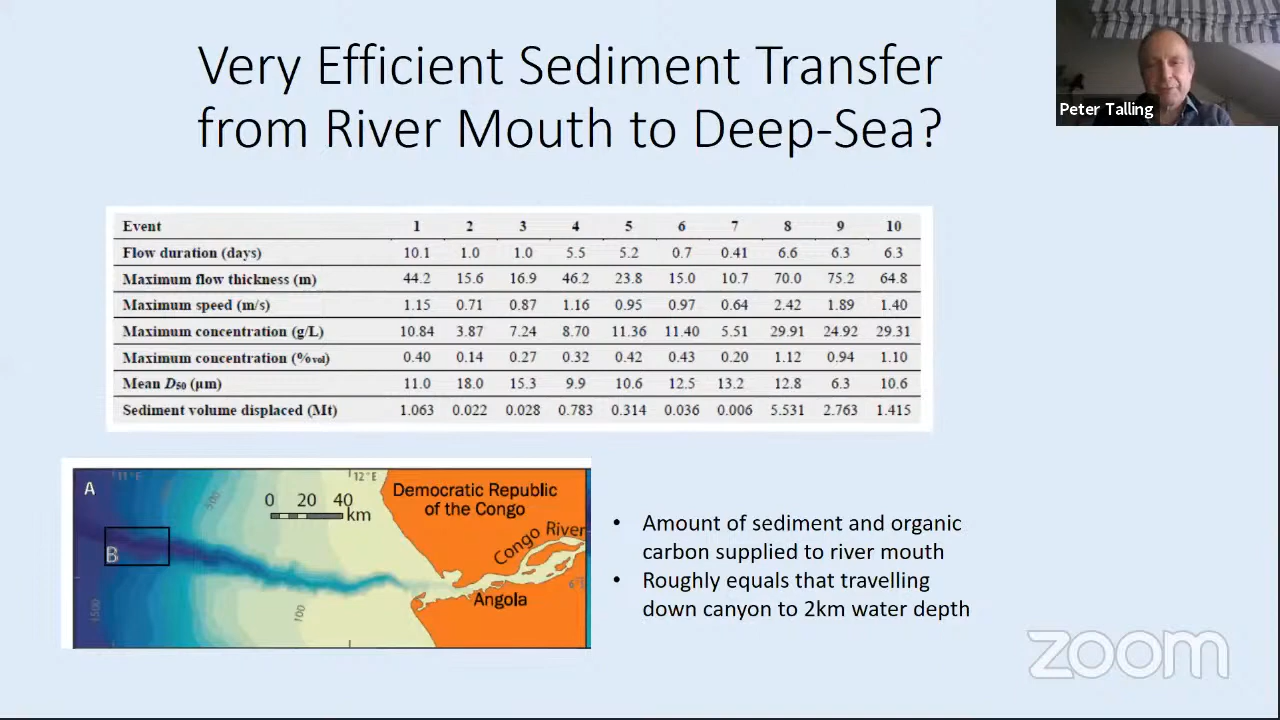 Very Efficient Sediment Transfer
from River Mouth to Deep-Sea?
Peter Talling
Event 1 2 3 4 5 6 7 8 9 10
Flow duration (days) 10.1 1.0 1.0 5.5 5.2 0.7 0.41 6.6 6.3 6.3
Maximum flow thickness (m) 44.2 15.6 16.9 46.2 23.8 15.0 10.7 70.0 75.2 64.8
Maximum speed (m/s) 1.15 0.71 0.87 1.16 0.95 0.97 0.64 2.42 1.89 1.40
Maximum concentration (g/L) 10.84 3.87 7.24 8.70 11.36 11.40 5.51 29.91 24.92 29.31
Maximum concentration (%vol) 0.40 0.14 0.27 0.32 0.42 0.43 0.20 1.12 0.94 1.10
Mean D50 (µm) 11.0 18.0 15.3 9.9 10.6 12.5 13.2 12.8 6.3 10.6
Sediment volume displaced (Mt) 1.063 0.022 0.028 0.783 0.314 0.036 0.006 5.531 2.763 1.415
A
11°E
12°E
500
0 20 40
km
Democratic Republic
of the Congo
Congo River
B
Angola
1500
100
• Amount of sediment and organic
carbon supplied to river mouth
• Roughly equals that travelling
down canyon to 2km water depth
zoom